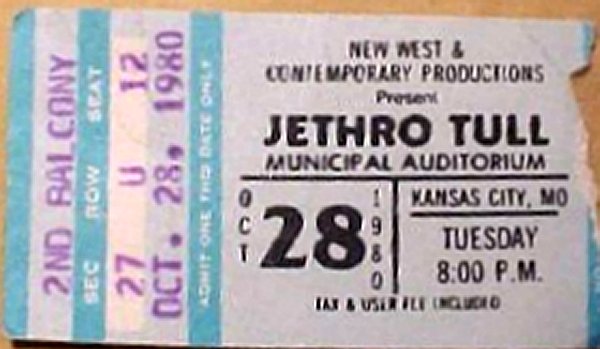 2ND BALCONY
SEC ROW SEAT
27 U 12
OCT. 28, 1980
ADMIT ONE THIS DATE ONLY
NEW WEST &
CONTEMPORARY PRODUCTIONS
Present
JETHRO TULL
MUNICIPAL AUDITORIUM
OCT 28 1980
KANSAS CITY, MO
TUESDAY
8:00 P.M.
TAX & USER FEE INCLUDED